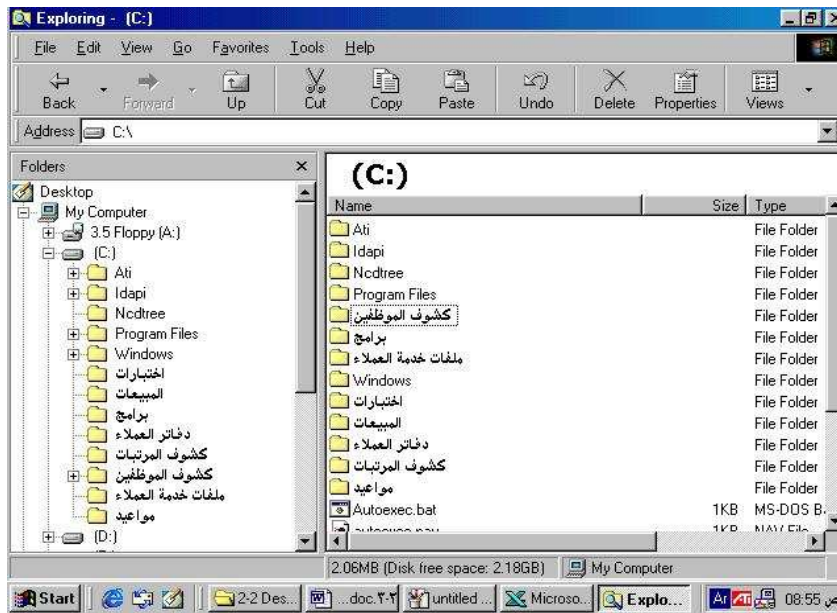 Exploring - (C:)
File Edit View Go Favorites Tools Help
Back Forward Up Cut Copy Paste Undo Delete Properties Views
Address C:\
Folders
Desktop
My Computer
3.5 Floppy (A:)
(C:)
Ati
Idapi
Ncdtree
Program Files
Windows
اختبارات
المبيعات
برامج
دفاتر العملاء
كشوف المرتبات
كشوف الموظفين
ملفات خدمة العملاء
مواعيد
(D:)
(C:)
Name Size Type
Ati File Folder
Idapi File Folder
Ncdtree File Folder
Program Files File Folder
كشوف الموظفين File Folder
برامج File Folder
ملفات خدمة العملاء File Folder
Windows File Folder
اختبارات File Folder
المبيعات File Folder
دفاتر العملاء File Folder
كشوف المرتبات File Folder
مواعيد File Folder
Autoexec.bat 1KB MS-DOS B
2.06MB (Disk free space: 2.18GB) My Computer
Start 2-2 Des... ...doc.٢-٢ untitled ... Microso... Explo... Ar ATI 08:55 ص